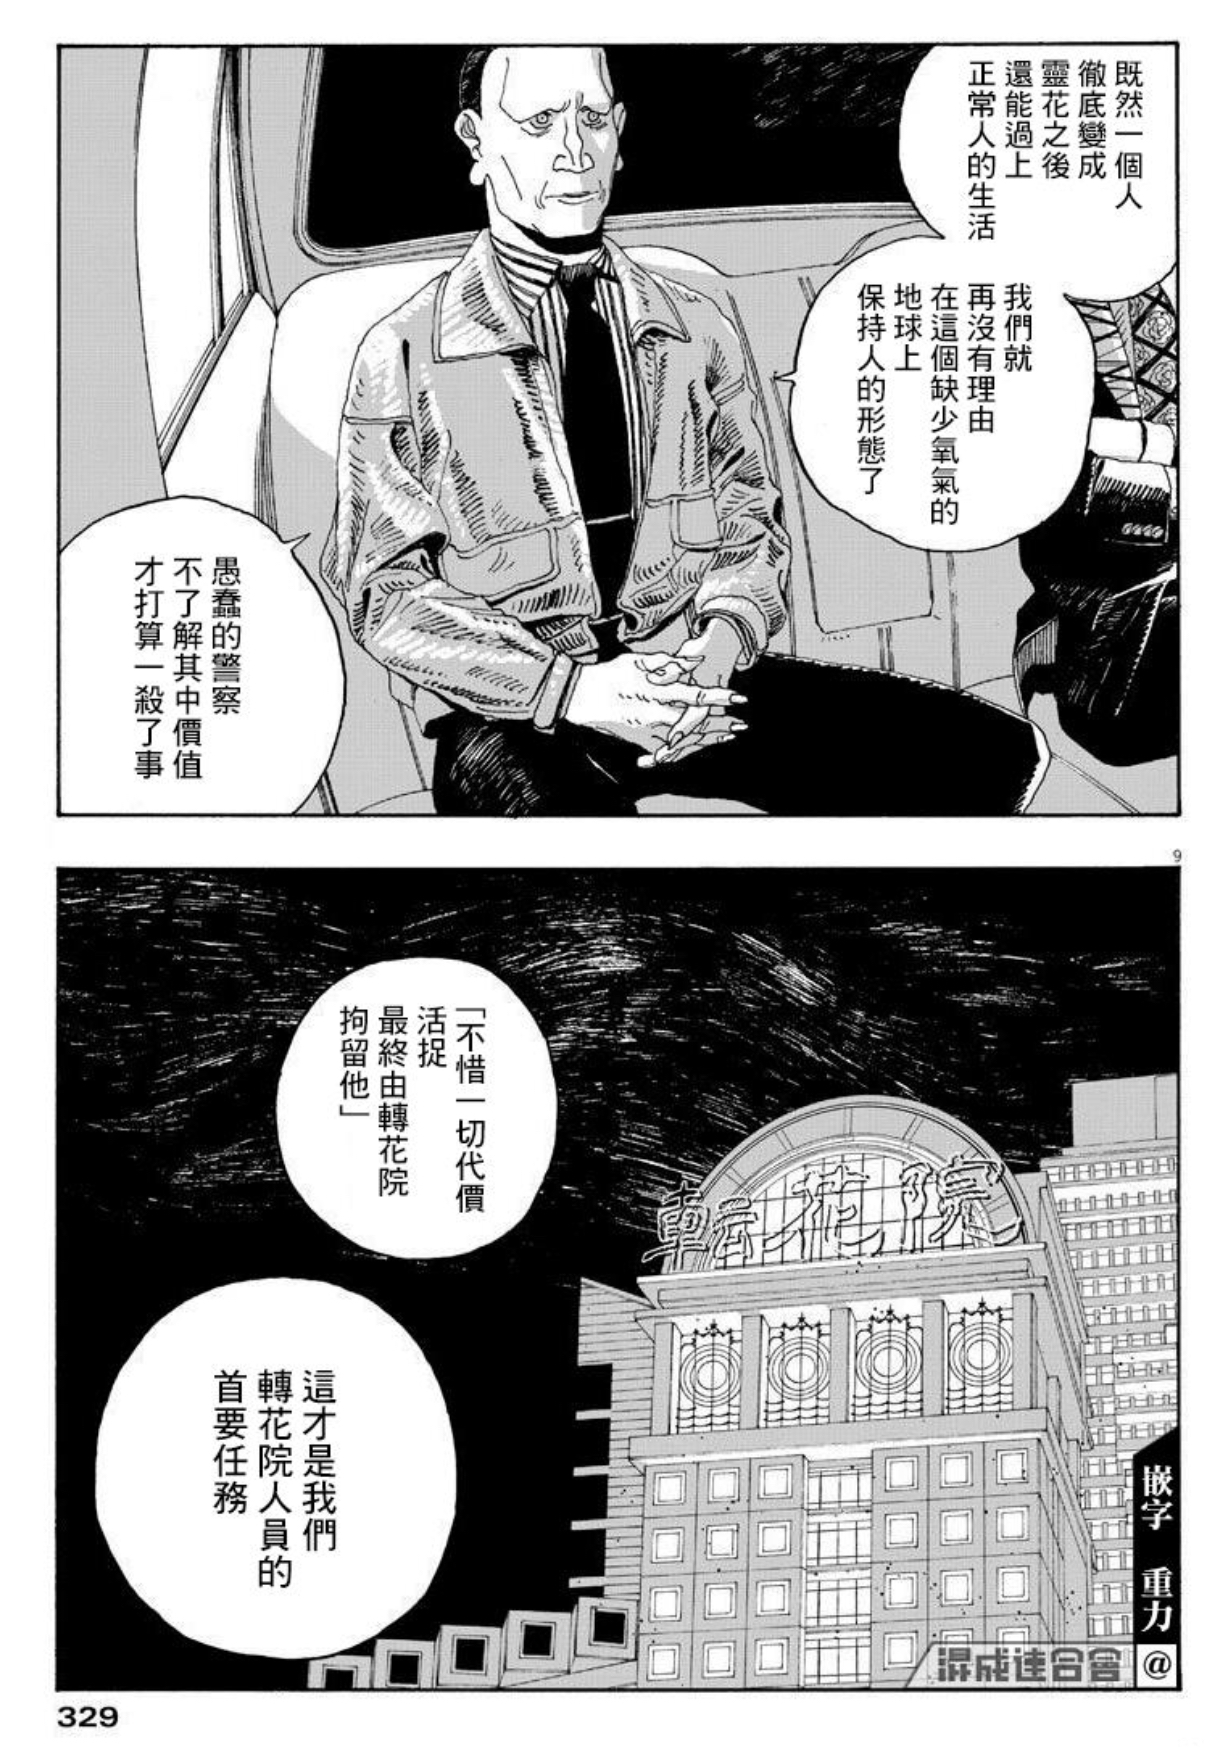 既然一個人
徹底變成
靈花之後
還能過上
正常人的生活
我們就
再沒有理由
在這個缺少氧氣的
地球上
保持人的形態了
愚蠢的警察
不了解其中價值
才打算一殺了事
9
「不惜一切代價
活捉
最終由轉花院
拘留他」
転花院
這才是我們
轉花院人員的
首要任務
嵌字 重力
@
混成迷合會
329